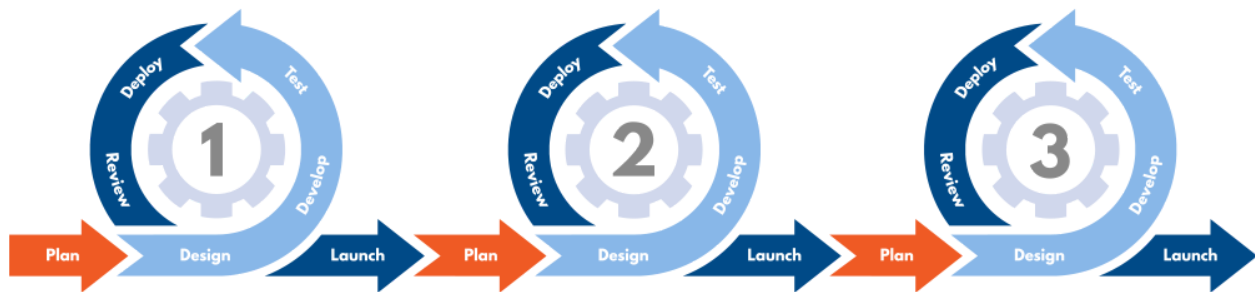 Plan
Design
Develop
Test
Deploy
Review
1
Launch
Plan
Design
Develop
Test
Deploy
Review
2
Launch
Plan
Design
Develop
Test
Deploy
Review
3
Launch